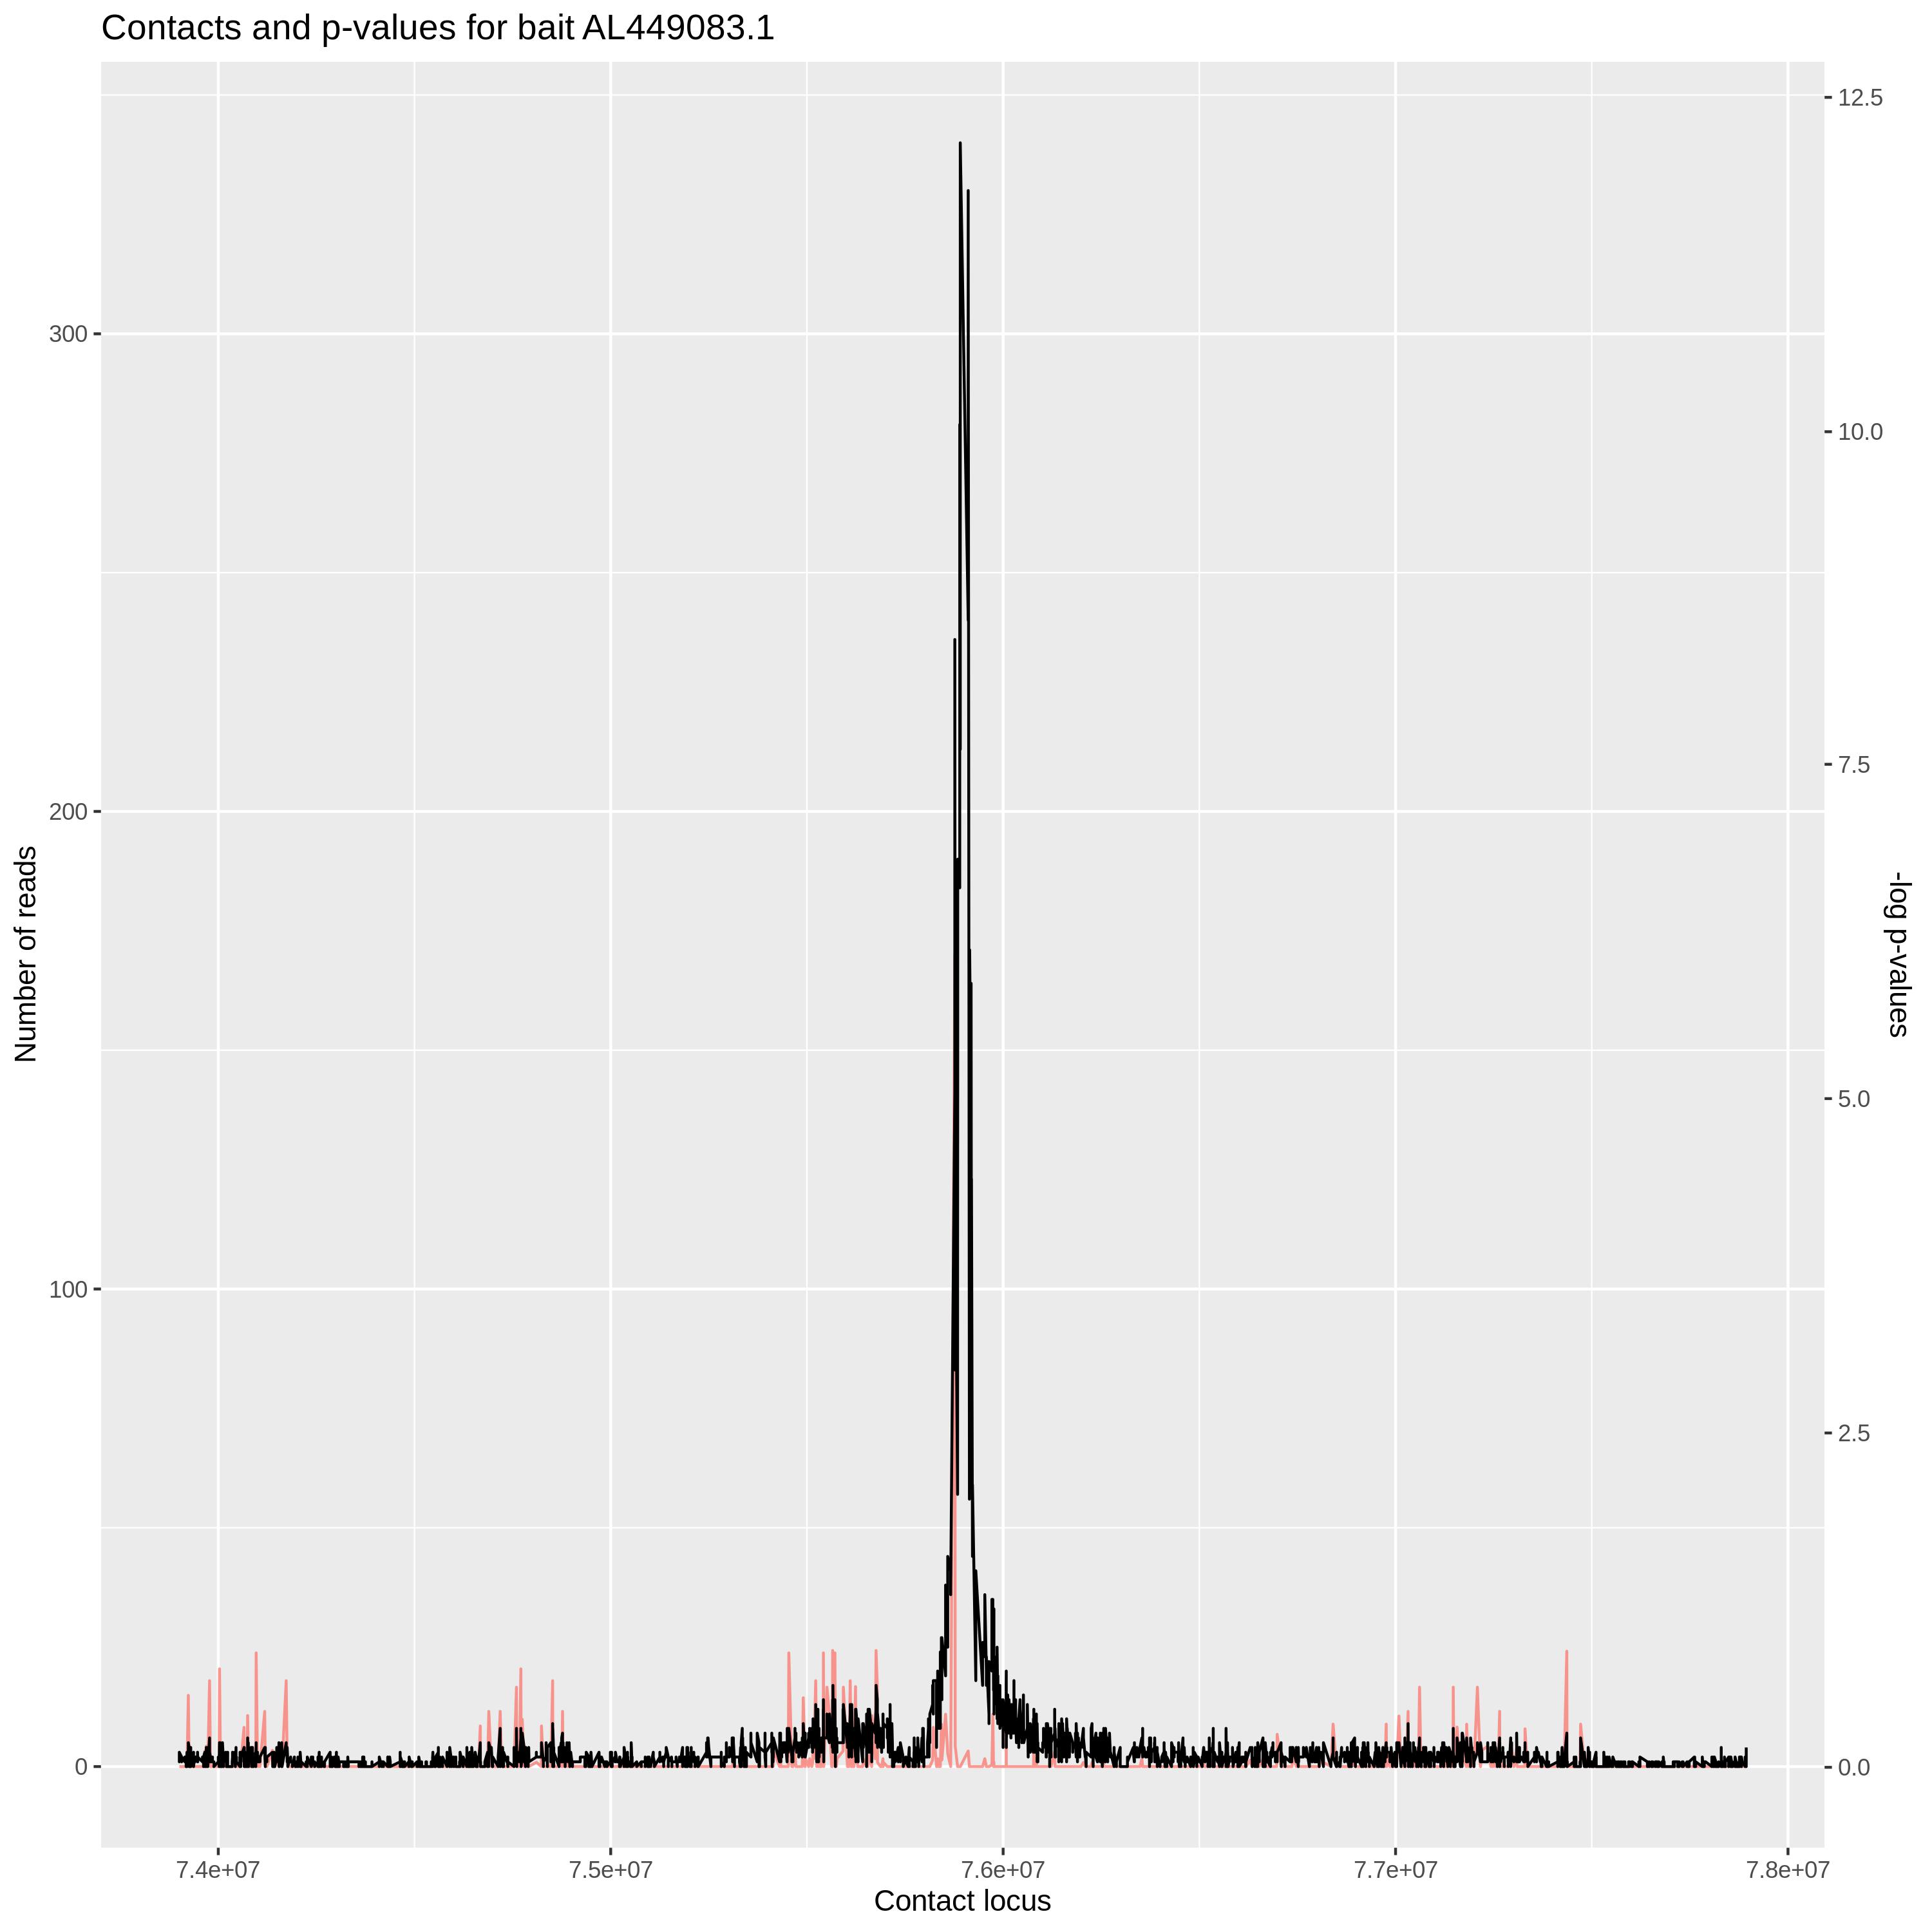 Contacts and p-values for bait AL449083.1
Number of reads
300
200
100
0
12.5
10.0
7.5
5.0
2.5
0.0
-log p-values
7.4e+07
7.5e+07
7.6e+07
7.7e+07
7.8e+07
Contact locus